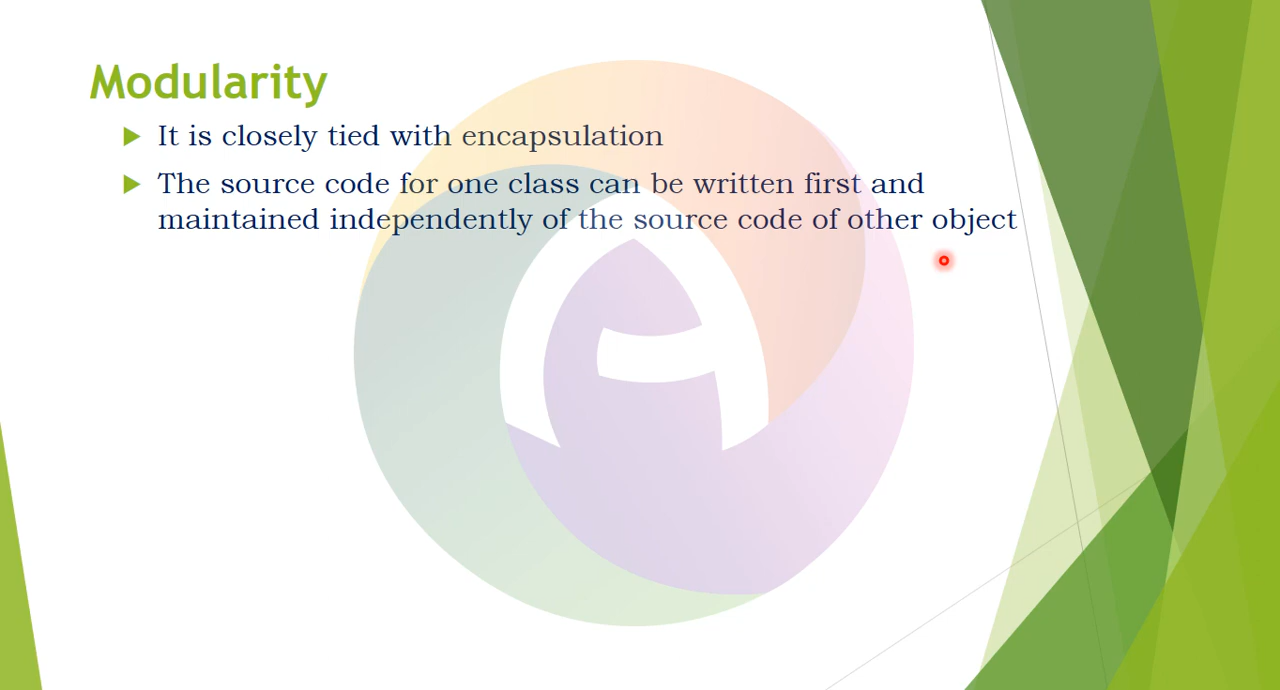 Modularity
It is closely tied with encapsulation
The source code for one class can be written first and
maintained independently of the source code of other object